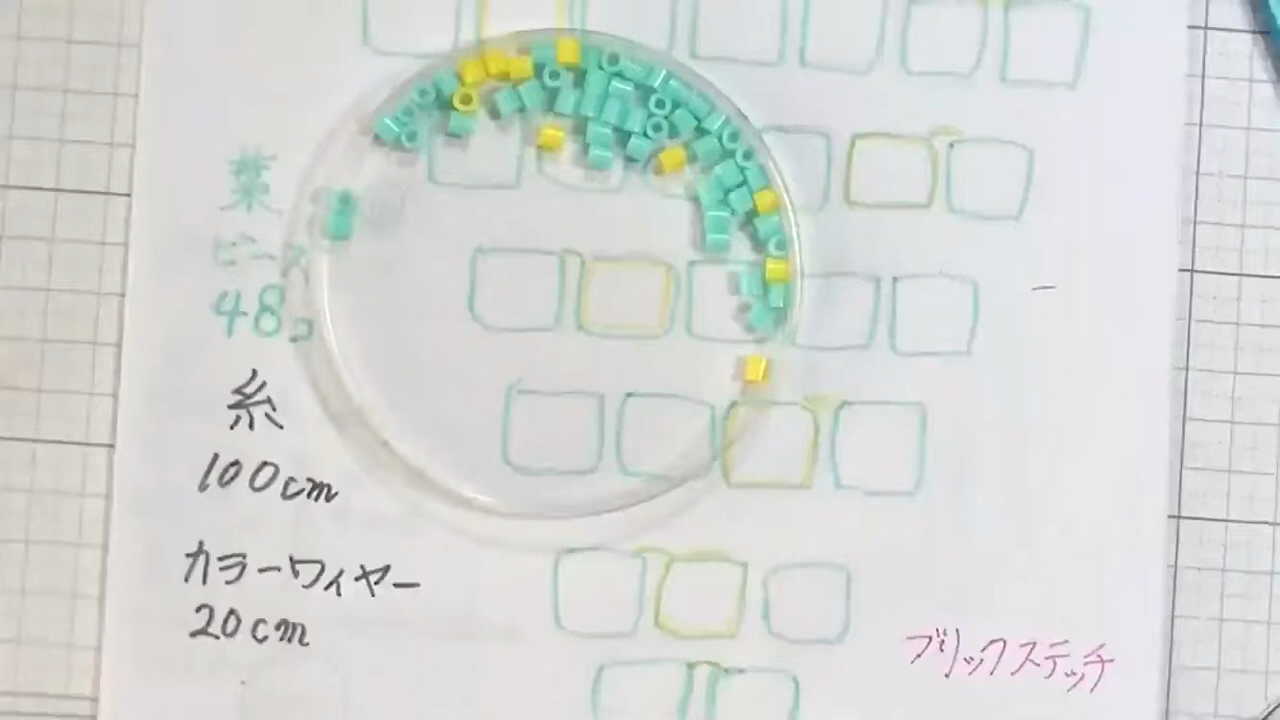 葉
ビーズ
48コ
糸
100cm
カラーワイヤー
20cm
ブリックステッチ